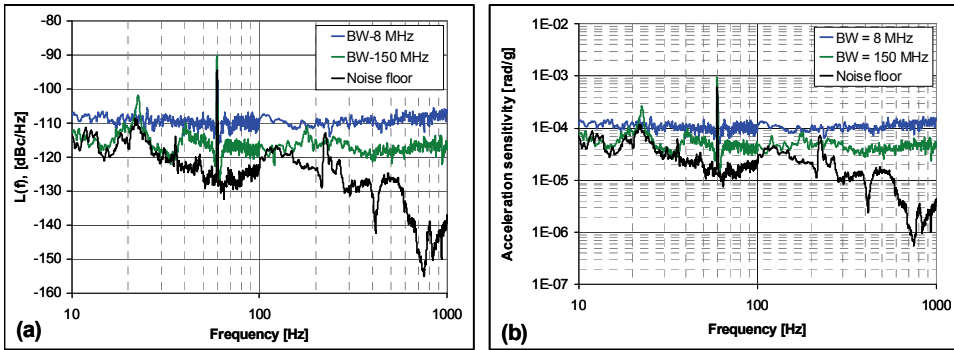 -80
-90
-100
-110
-120
-130
-140
-150
-160
L(f), [dBc/Hz]
BW-8 MHz
BW-150 MHz
Noise floor
10
100
1000
Frequency [Hz]
(a)
1E-02
1E-03
1E-04
1E-05
1E-06
1E-07
Acceleration sensitivity [rad/g]
BW = 8 MHz
BW = 150 MHz
Noise floor
10
100
1000
Frequency [Hz]
(b)